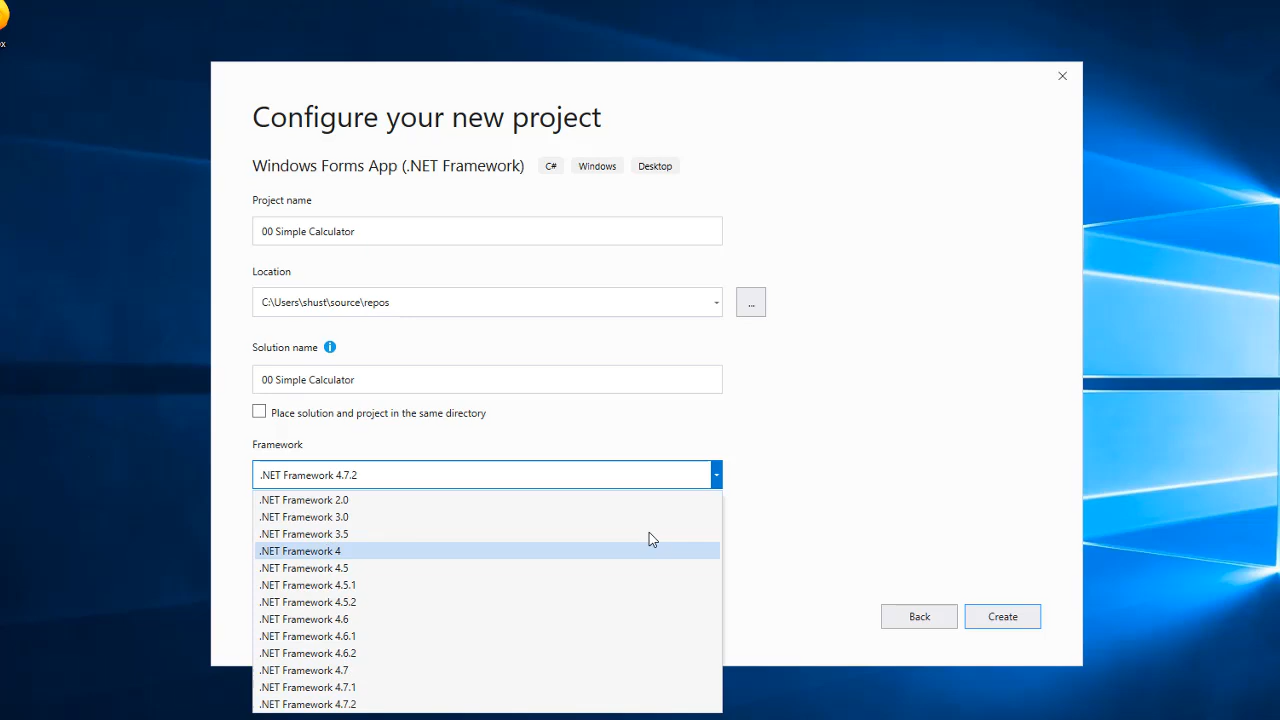 x
Configure your new project
Windows Forms App (.NET Framework) C# Windows Desktop
Project name
00 Simple Calculator
Location
C:\Users\shust\source\repos
...
Solution name
00 Simple Calculator
Place solution and project in the same directory
Framework
.NET Framework 4.7.2
.NET Framework 2.0
.NET Framework 3.0
.NET Framework 3.5
.NET Framework 4
.NET Framework 4.5
.NET Framework 4.5.1
.NET Framework 4.5.2
.NET Framework 4.6
.NET Framework 4.6.1
.NET Framework 4.6.2
.NET Framework 4.7
.NET Framework 4.7.1
.NET Framework 4.7.2
Back Create